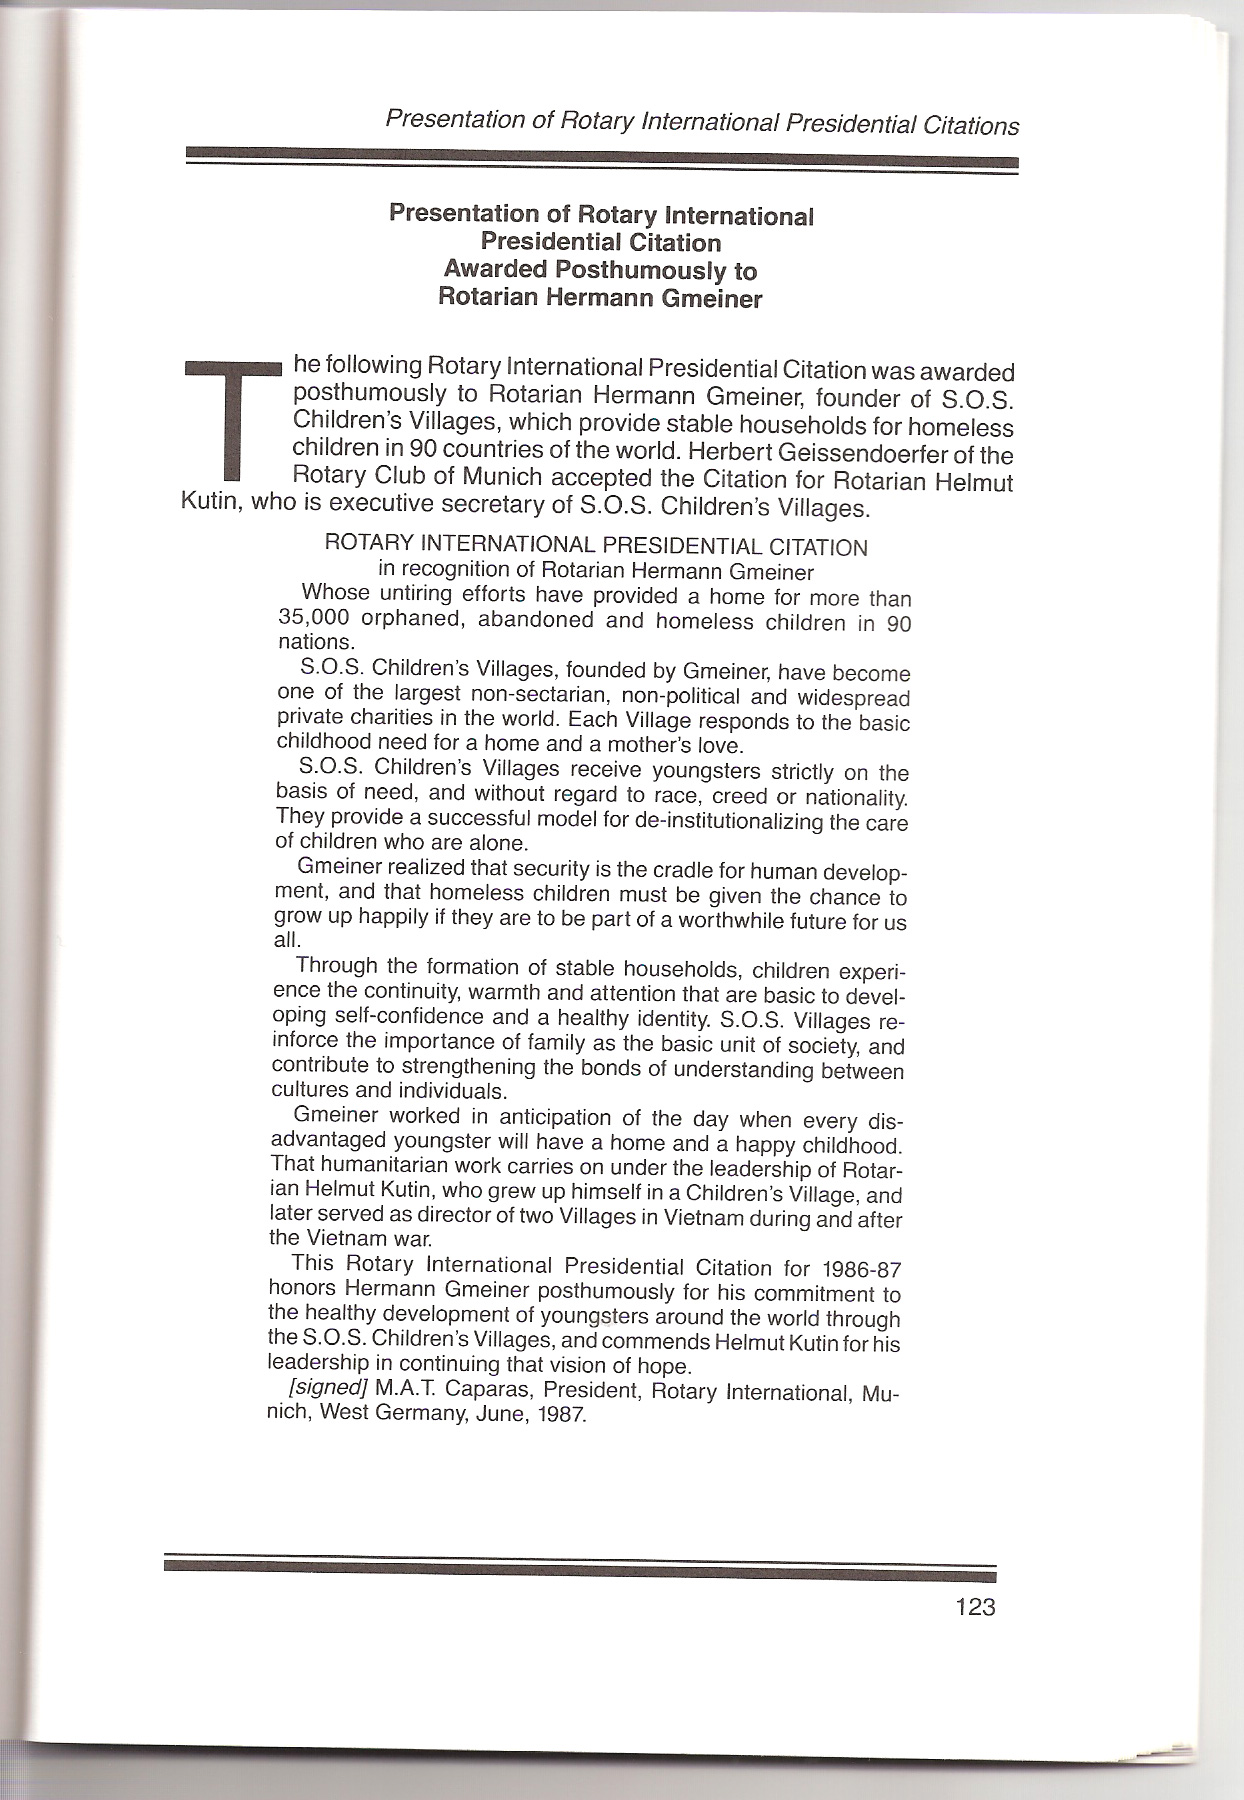 Presentation of Rotary International Presidential Citations
Presentation of Rotary International
Presidential Citation
Awarded Posthumously to
Rotarian Hermann Gmeiner
The following Rotary International Presidential Citation was awarded
posthumously to Rotarian Hermann Gmeiner, founder of S.O.S.
Children's Villages, which provide stable households for homeless
children in 90 countries of the world. Herbert Geissendoerfer of the
Rotary Club of Munich accepted the Citation for Rotarian Helmut
Kutin, who is executive secretary of S.O.S. Children's Villages.
ROTARY INTERNATIONAL PRESIDENTIAL CITATION
in recognition of Rotarian Hermann Gmeiner
Whose untiring efforts have provided a home for more than
35,000 orphaned, abandoned and homeless children in 90
nations.
S.O.S. Children's Villages, founded by Gmeiner, have become
one of the largest non-sectarian, non-political and widespread
private charities in the world. Each Village responds to the basic
childhood need for a home and a mother's love.
S.O.S. Children's Villages receive youngsters strictly on the
basis of need, and without regard to race, creed or nationality.
They provide a successful model for de-institutionalizing the care
of children who are alone.
Gmeiner realized that security is the cradle for human develop-
ment, and that homeless children must be given the chance to
grow up happily if they are to be part of a worthwhile future for us
all.
Through the formation of stable households, children experi-
ence the continuity, warmth and attention that are basic to devel-
oping self-confidence and a healthy identity. S.O.S. Villages re-
inforce the importance of family as the basic unit of society, and
contribute to strengthening the bonds of understanding between
cultures and individuals.
Gmeiner worked in anticipation of the day when every dis-
advantaged youngster will have a home and a happy childhood.
That humanitarian work carries on under the leadership of Rotar-
ian Helmut Kutin, who grew up himself in a Children's Village, and
later served as director of two Villages in Vietnam during and after
the Vietnam war.
This Rotary International Presidential Citation for 1986-87
honors Hermann Gmeiner posthumously for his commitment to
the healthy development of youngsters around the world through
the S.O.S. Children's Villages, and commends Helmut Kutin for his
leadership in continuing that vision of hope.
[signed] M.A.T. Caparas, President, Rotary International, Mu-
nich, West Germany, June, 1987.
123